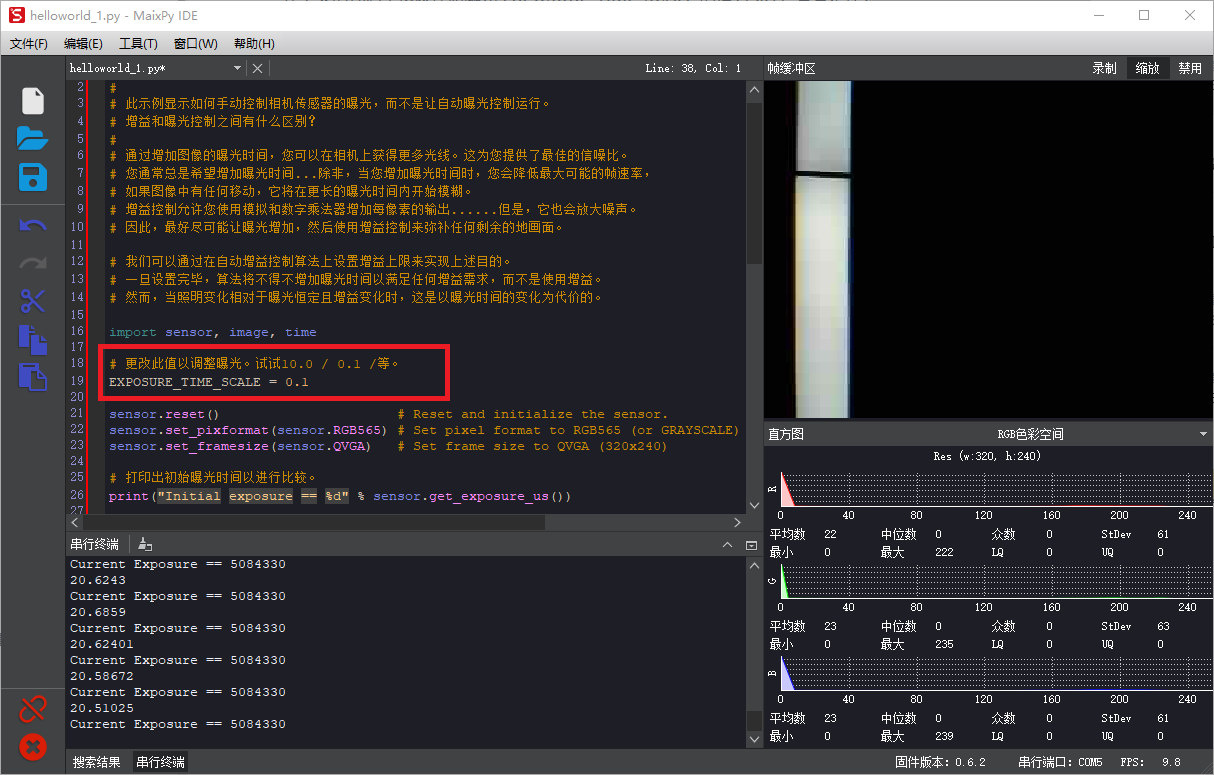 helloworld_1.py - MaixPy IDE
文件(F) 编辑(E) 工具(T) 窗口(W) 帮助(H)
helloworld_1.py* Line: 38, Col: 1
帧缓冲区 录制 缩放 禁用
2 #
3 # 此示例显示如何手动控制相机传感器的曝光，而不是让自动曝光控制运行。
4 # 增益和曝光控制之间有什么区别？
5 #
6 # 通过增加图像的曝光时间，您可以在相机上获得更多光线。这为您提供了最佳的信噪比。
7 # 您通常总是希望增加曝光时间...除非，当您增加曝光时间时，您会降低最大可能的帧速率，
8 # 如果图像中有任何移动，它将在更长的曝光时间内开始模糊。
9 # 增益控制允许您使用模拟和数字乘法器增加每像素的输出......但是，它也会放大噪声。
10 # 因此，最好尽可能让曝光增加，然后使用增益控制来弥补任何剩余的地画面。
11
12 # 我们可以通过在自动增益控制算法上设置增益上限来实现上述目的。
13 # 一旦设置完毕，算法将不得不增加曝光时间以满足任何增益需求，而不是使用增益。
14 # 然而，当照明变化相对于曝光恒定且增益变化时，这是以曝光时间的变化为代价的。
15
16 import sensor, image, time
17
18 # 更改此值以调整曝光。试试10.0 / 0.1 /等。
19 EXPOSURE_TIME_SCALE = 0.1
20
21 sensor.reset() # Reset and initialize the sensor.
22 sensor.set_pixformat(sensor.RGB565) # Set pixel format to RGB565 (or GRAYSCALE)
23 sensor.set_framesize(sensor.QVGA) # Set frame size to QVGA (320x240)
24
25 # 打印出初始曝光时间以进行比较。
26 print("Initial exposure == %d" % sensor.get_exposure_us())
27
串行终端
Current Exposure == 5084330
20.6243
Current Exposure == 5084330
20.6859
Current Exposure == 5084330
20.62401
Current Exposure == 5084330
20.58672
Current Exposure == 5084330
20.51025
Current Exposure == 5084330
搜索结果 串行终端
直方图 RGB色彩空间
Res (w:320, h:240)
R
0 40 80 120 160 200 240
平均数 22 中位数 0 众数 0 StDev 61
最小 0 最大 222 LQ 0 UQ 0
G
0 40 80 120 160 200 240
平均数 23 中位数 0 众数 0 StDev 63
最小 0 最大 235 LQ 0 UQ 0
B
0 40 80 120 160 200 240
平均数 23 中位数 0 众数 0 StDev 61
最小 0 最大 239 LQ 0 UQ 0
固件版本: 0.6.2 串行端口: COM5 FPS: 9.8